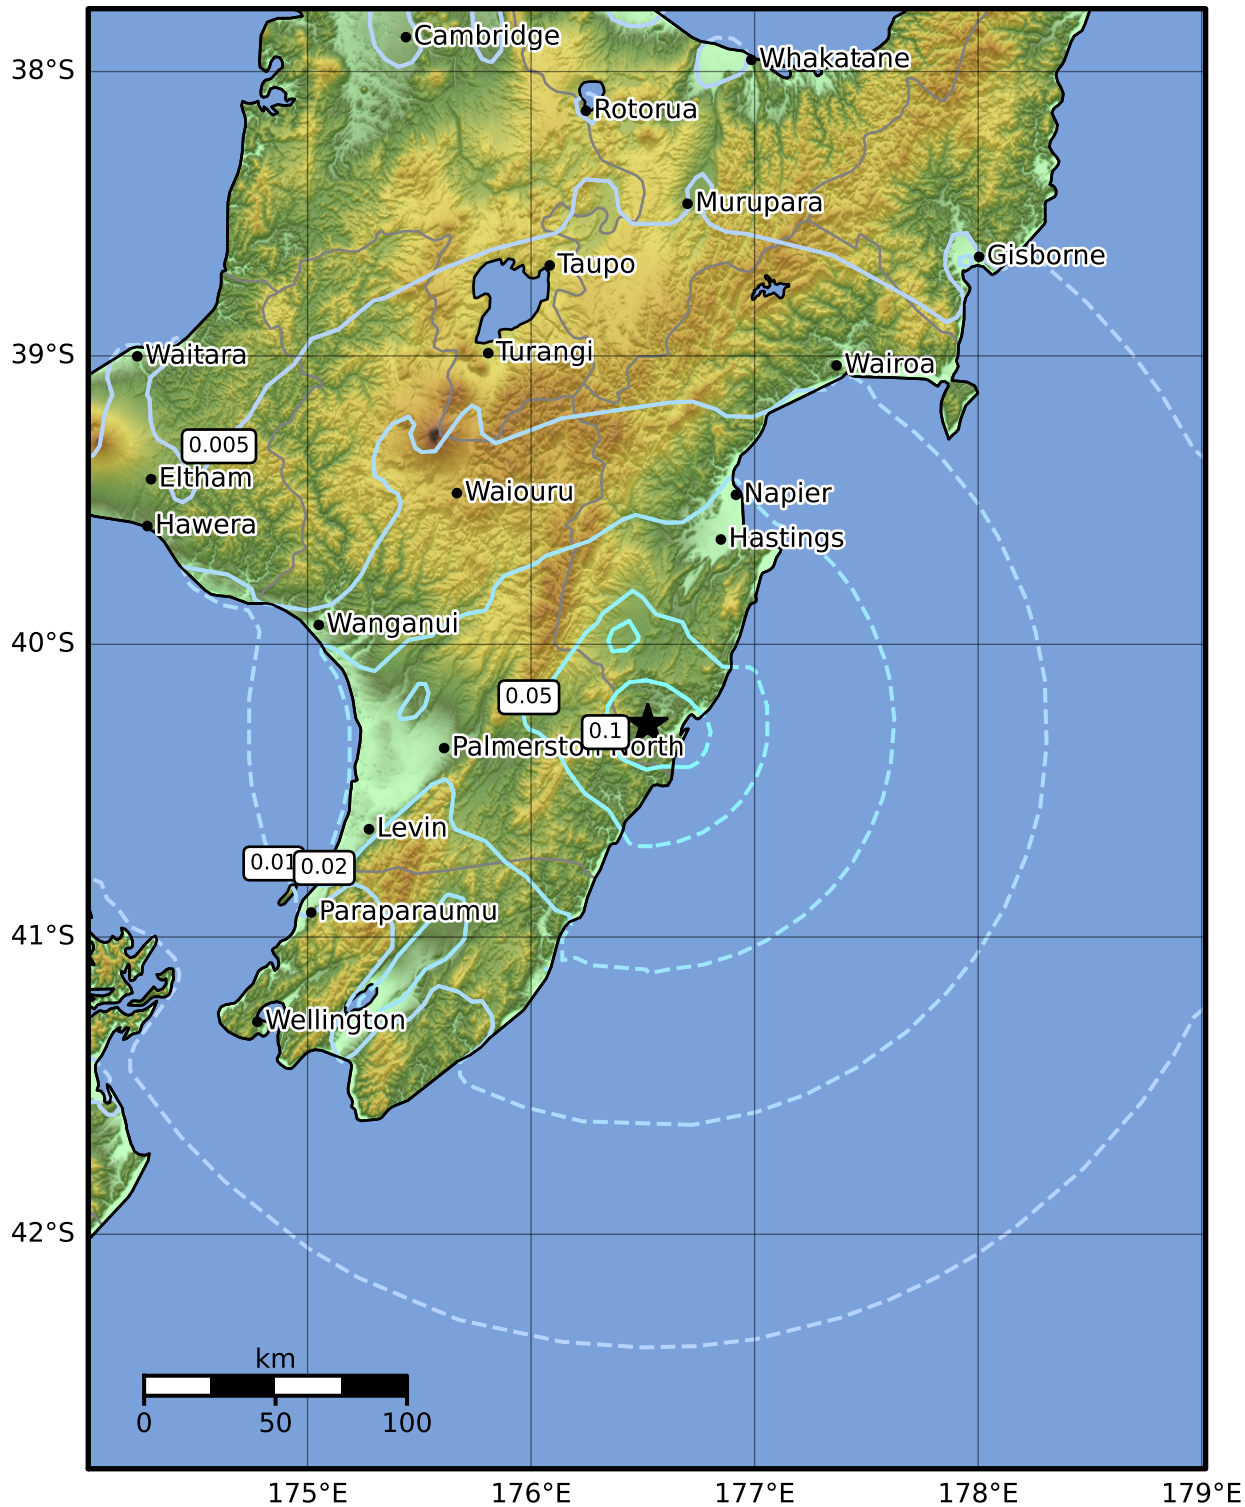 Cambridge
Whakatane
38°S
Rotorua
Murupara
Gisborne
Taupo
Waitara
39°S
Turangi
Wairoa
0.005
Eltham
Waiouru
Napier
Hawera
Hastings
Wanganui
40°S
0.05
0.1
Palmerston North
Levin
0.01
0.02
Paraparaumu
41°S
Wellington
42°S
km
0 50 100
175°E 176°E 177°E 178°E 179°E